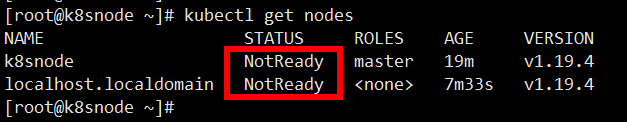 [root@k8snode ~]# kubectl get nodes
NAME STATUS ROLES AGE VERSION
k8snode NotReady master 19m v1.19.4
localhost.localdomain NotReady <none> 7m33s v1.19.4
[root@k8snode ~]#